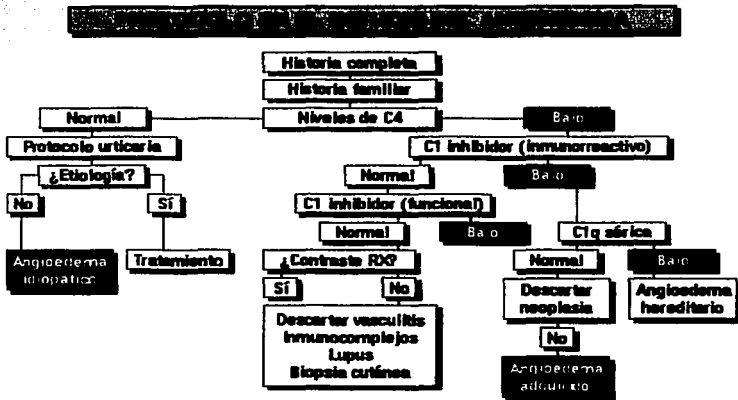 Historia completa
Historia familiar
Normal
Niveles de C4
Bajo
Protocolo urticaria
C1 inhibidor (inmunorreactivo)
¿Etiología?
Normal
Bajo
No
Sí
C1 inhibidor (funcional)
Normal
Bajo
C1q sérica
Angioedema
idiopático
Tratamiento
¿Contraste RX?
Normal
Bajo
Sí
No
Descartar
neoplasia
Angioedema
hereditario
Descartar vasculitis
Inmunocomplejos
Lupus
Biopsia cutánea
No
Angioedema
adquirido